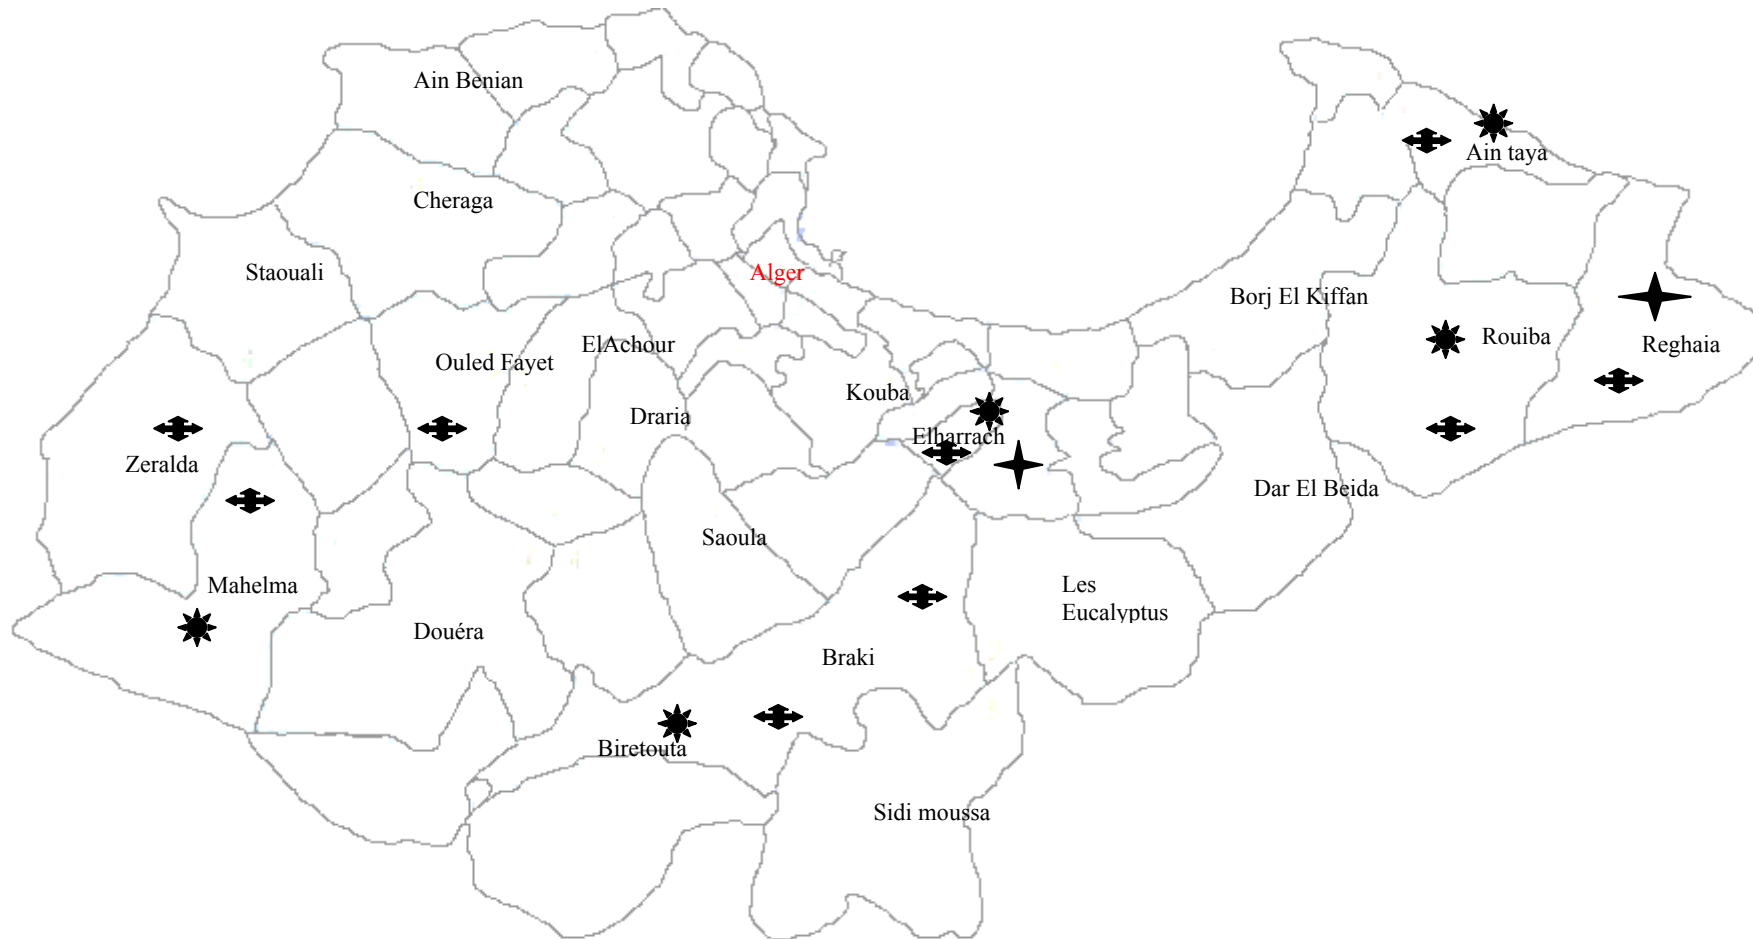 Ain Benian
Ain taya
Cheraga
Staouali
Alger
Borj El Kiffan
Rouiba
Reghaia
ElAchour
Ouled Fayet
Kouba
Draria
Elharrach
Zeralda
Dar El Beida
Saoula
Mahelma
Les
Eucalyptus
Douéra
Braki
Biretouta
Sidi moussa